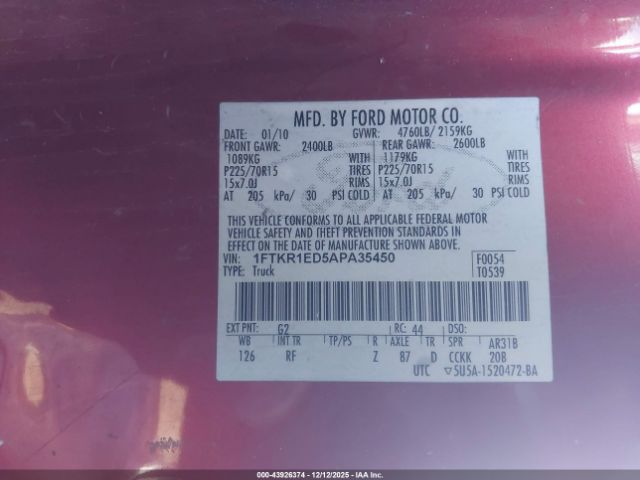 MFD. BY FORD MOTOR CO.
DATE: 01/10 GVWR: 4760LB/ 2159KG
FRONT GAWR: 2400LB REAR GAWR: 2600LB
1089KG WITH 1179KG WITH
P225/70R15 TIRES P225/70R15 TIRES
15x7.0J RIMS 15x7.0J RIMS
AT 205 kPa/ 30 PSI COLD AT 205 kPa/ 30 PSI COLD
THIS VEHICLE CONFORMS TO ALL APPLICABLE FEDERAL MOTOR
VEHICLE SAFETY AND THEFT PREVENTION STANDARDS IN
EFFECT ON THE DATE OF MANUFACTURE SHOWN ABOVE.
VIN: 1FTKR1ED5APA35450 F0054
TYPE: Truck T0539
EXT PNT: G2 RC: 44 DSO:
WB INT TR TP/PS R AXLE TR SPR AR31B
126 RF Z 87 D CCKK 208
UTC ▽5U5A-1520472-BA
000-43926374 - 12/12/2025 - IAA Inc.